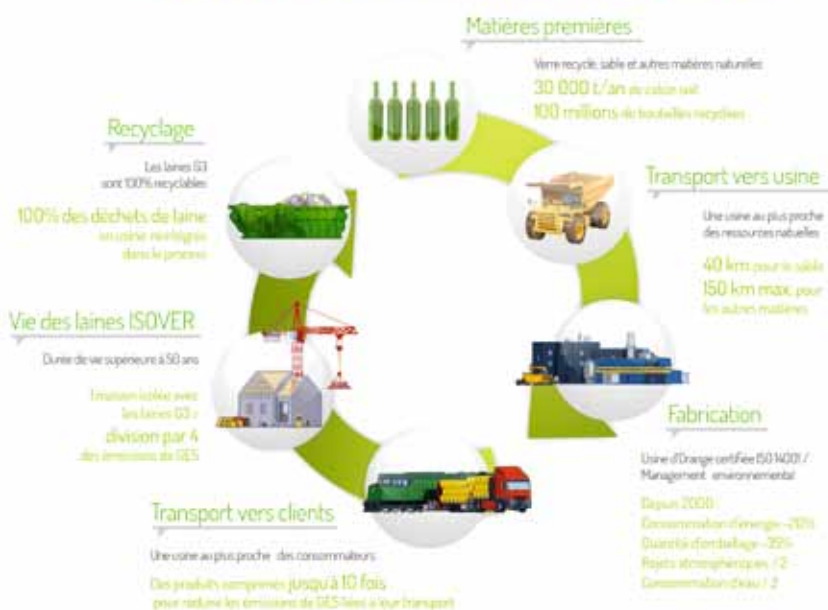 Matières premières
Verre recyclé, sable et autres matières naturelles
30 000 t/an de calcin soit
100 millions de bouteilles recyclées
Transport vers usine
Une usine au plus proche
des ressources naturelles
40 km pour le sable
150 km max. pour
les autres matières
Fabrication
Usine d'Orange certifiée ISO 14001 /
Management environnemental
Depuis 2000 :
Consommation d'énergie -20%
Quantité d'emballage -35%
Rejets atmosphériques / 2
Consommation d'eau / 2
Transport vers clients
Une usine au plus proche des consommateurs
Des produits comprimés jusqu'à 10 fois
pour réduire les émissions de GES liées à leur transport
Vie des laines ISOVER
Durée de vie supérieure à 50 ans
1 maison isolée avec
les laines G3 =
division par 4
des émissions de GES
Recyclage
Les laines G3
sont 100% recyclables
100% des déchets de laine
en usine réintégrés
dans le process